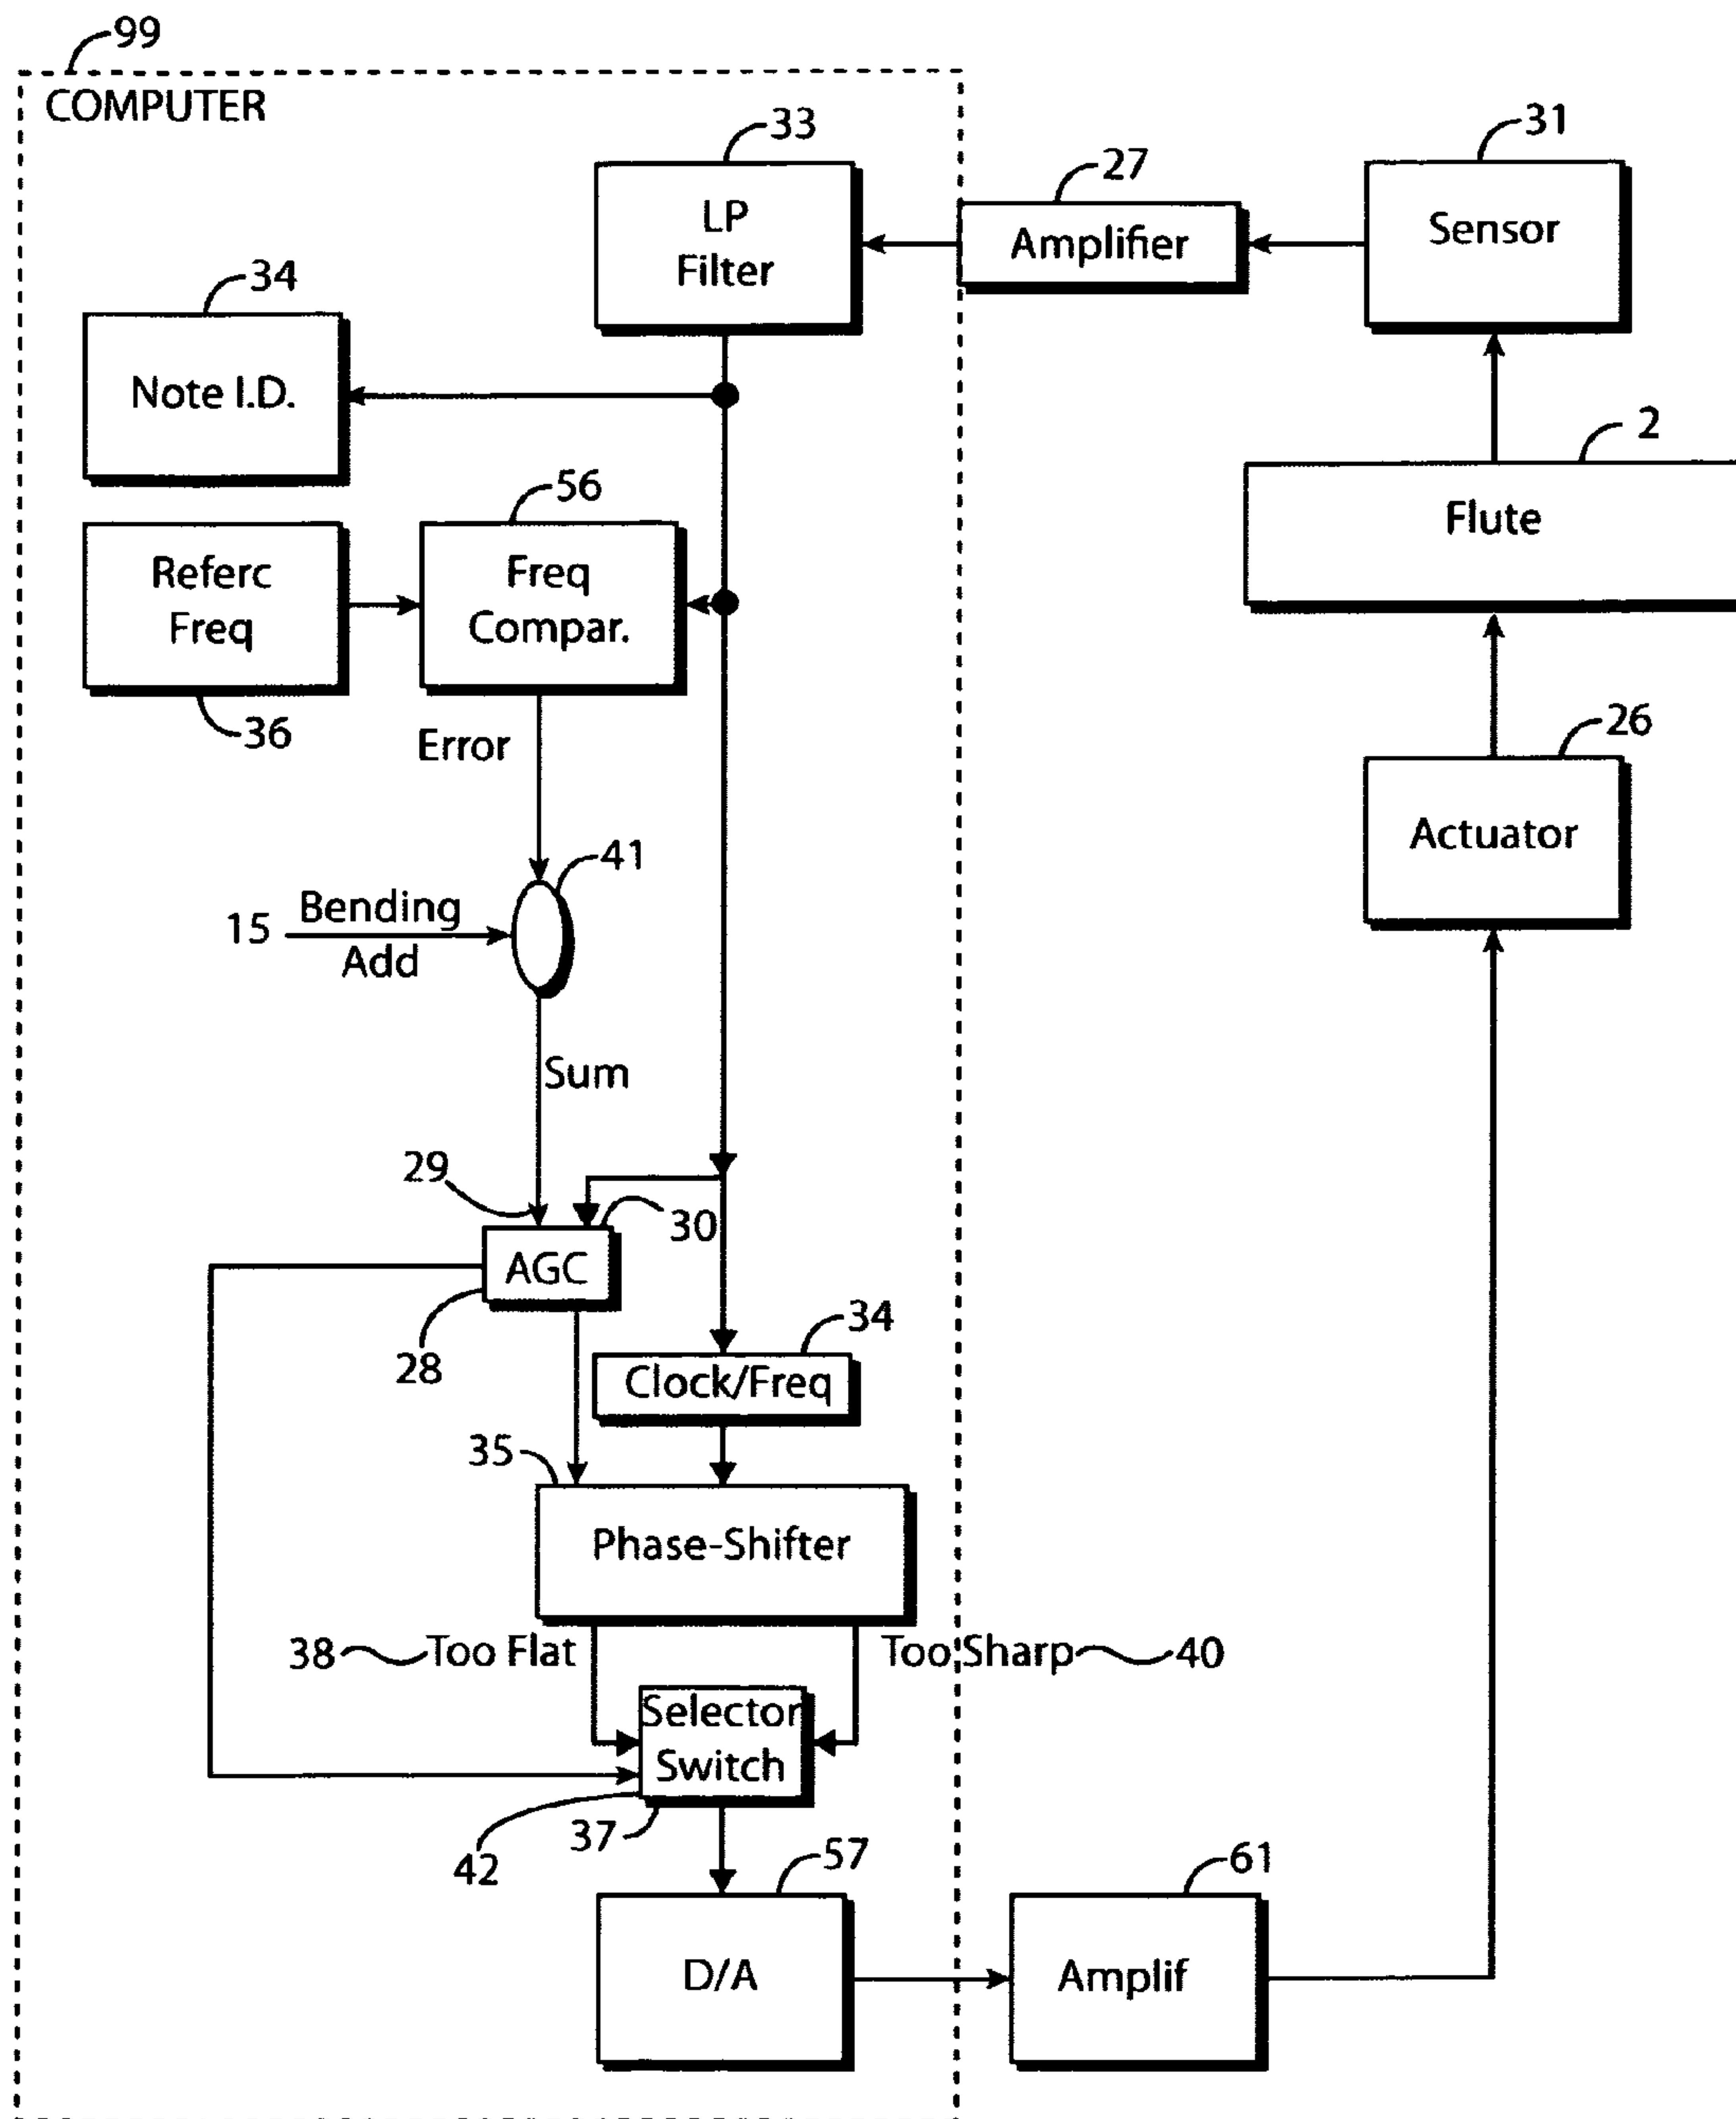 99
COMPUTER
33
31
27
LP
Filter
Amplifier
Sensor
34
Note I.D.
2
56
Flute
Referc
Freq
Freq
Compar.
36
26
Error
Actuator
41
15
Bending
Add
Sum
29
30
AGC
28
34
Clock/Freq
35
Phase-Shifter
38
Too Flat
Too Sharp
40
Selector
Switch
37
42
57
61
D/A
Amplif